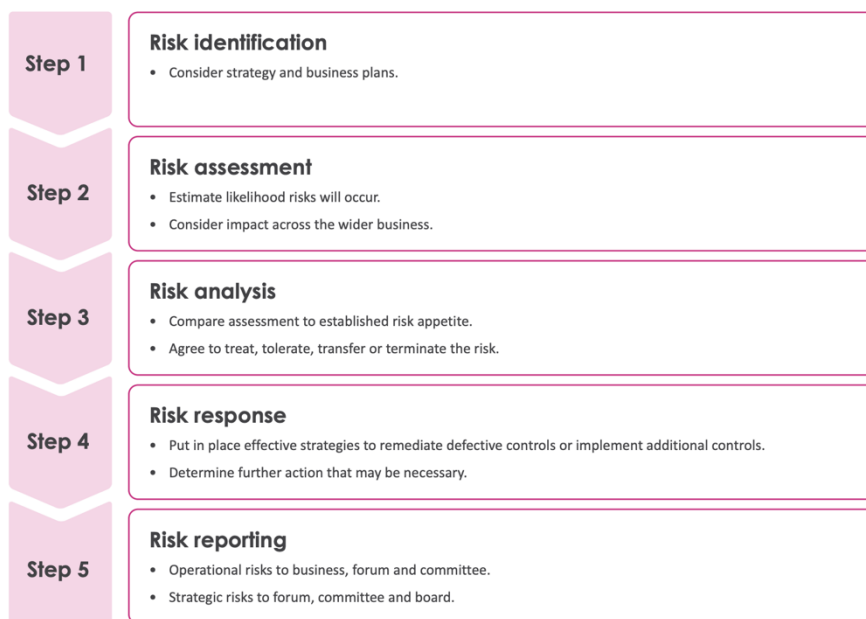 Step 1
Risk identification
• Consider strategy and business plans.
Step 2
Risk assessment
• Estimate likelihood risks will occur.
• Consider impact across the wider business.
Step 3
Risk analysis
• Compare assessment to established risk appetite.
• Agree to treat, tolerate, transfer or terminate the risk.
Step 4
Risk response
• Put in place effective strategies to remediate defective controls or implement additional controls.
• Determine further action that may be necessary.
Step 5
Risk reporting
• Operational risks to business, forum and committee.
• Strategic risks to forum, committee and board.